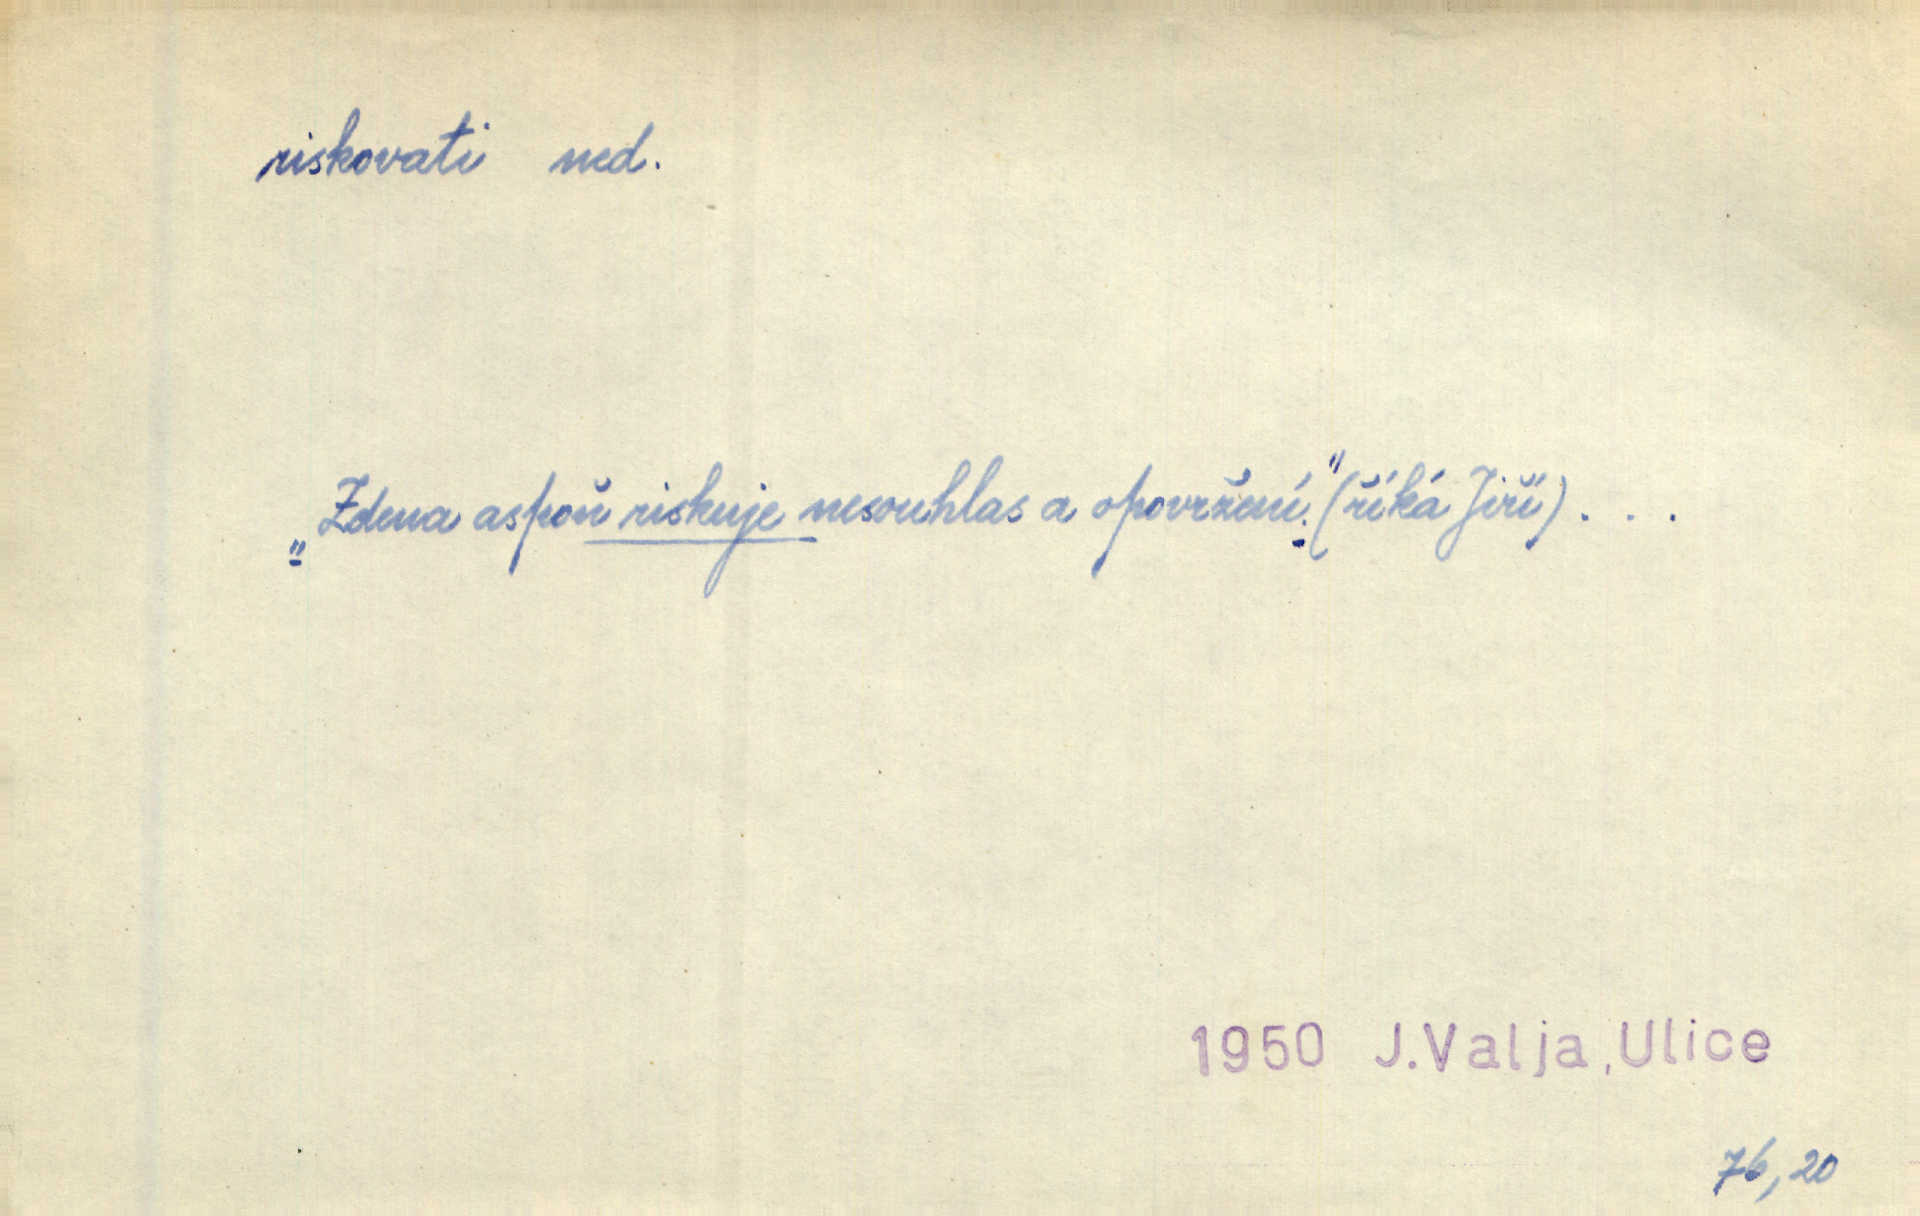 riskovati ned.
„Zdena aspoň riskuje nesouhlas a opovržení." (říká Jiří) . . .
1950 J.Valja,Ulice
76,20